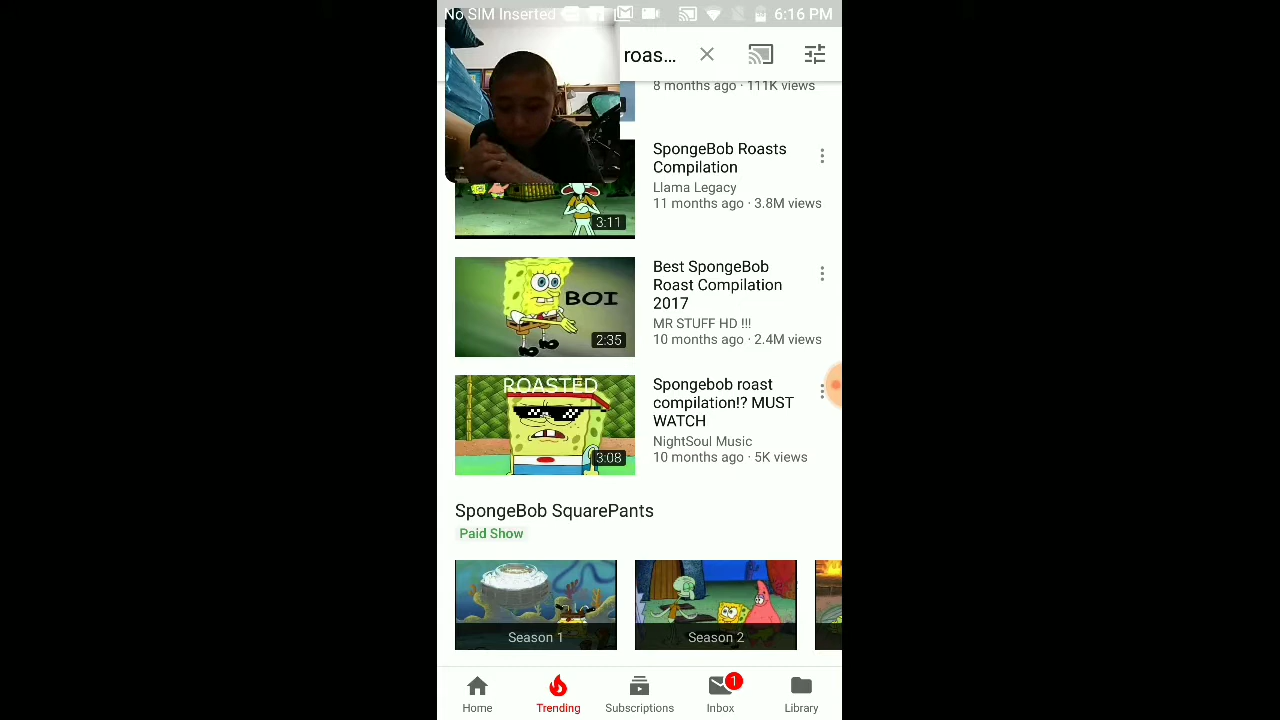 No SIM Inserted
6:16 PM
roas...
8 months ago · 111K views
SpongeBob Roasts
Compilation
Llama Legacy
11 months ago · 3.8M views
3:11
BOI
2:35
Best SpongeBob
Roast Compilation
2017
MR STUFF HD !!!
10 months ago · 2.4M views
ROASTED
3:08
Spongebob roast
compilation!? MUST
WATCH
NightSoul Music
10 months ago · 5K views
SpongeBob SquarePants
Paid Show
Season 1
Season 2
1
Home
Trending
Subscriptions
Inbox
Library